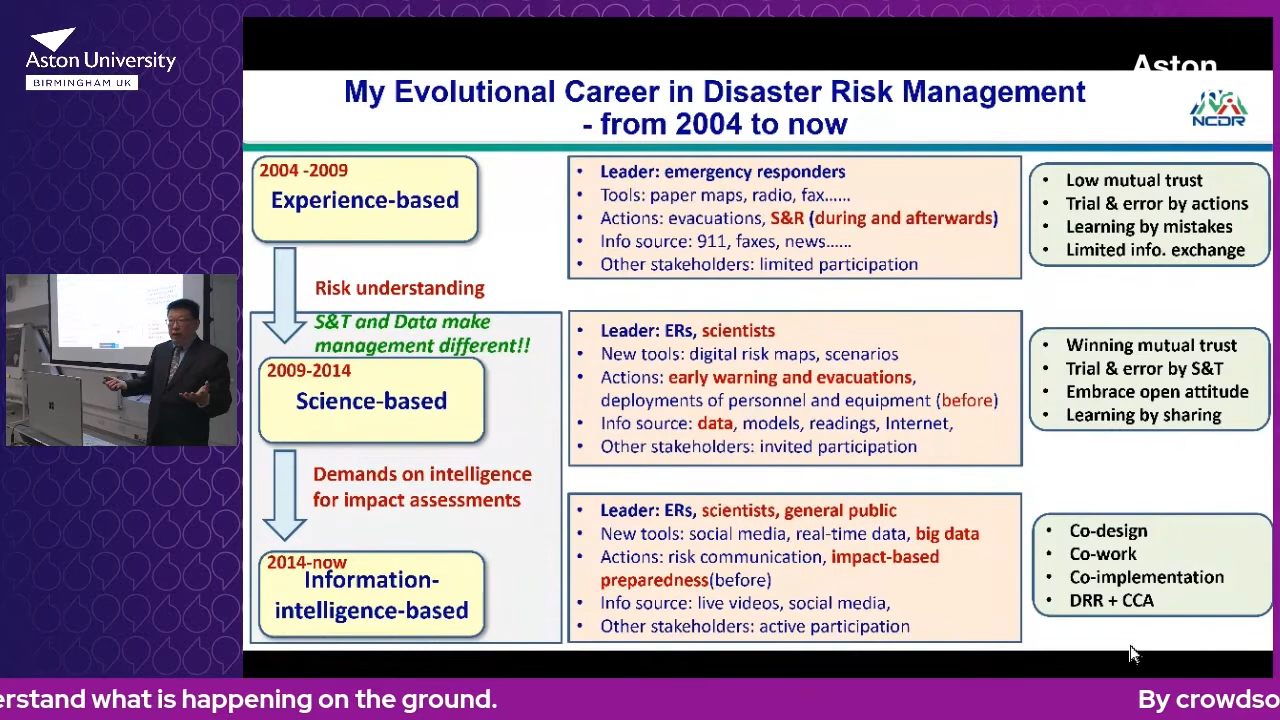 Aston University
BIRMINGHAM UK
Aston
My Evolutional Career in Disaster Risk Management
- from 2004 to now
NCDR
2004 -2009
Experience-based
• Leader: emergency responders
• Tools: paper maps, radio, fax……
• Actions: evacuations, S&R (during and afterwards)
• Info source: 911, faxes, news……
• Other stakeholders: limited participation
• Low mutual trust
• Trial & error by actions
• Learning by mistakes
• Limited info. exchange
Risk understanding
S&T and Data make
management different!!
2009-2014
Science-based
• Leader: ERs, scientists
• New tools: digital risk maps, scenarios
• Actions: early warning and evacuations,
deployments of personnel and equipment (before)
• Info source: data, models, readings, Internet,
• Other stakeholders: invited participation
• Winning mutual trust
• Trial & error by S&T
• Embrace open attitude
• Learning by sharing
Demands on intelligence
for impact assessments
2014-now
Information-
intelligence-based
• Leader: ERs, scientists, general public
• New tools: social media, real-time data, big data
• Actions: risk communication, impact-based
preparedness(before)
• Info source: live videos, social media,
• Other stakeholders: active participation
• Co-design
• Co-work
• Co-implementation
• DRR + CCA
erstand what is happening on the ground.
By crowdso